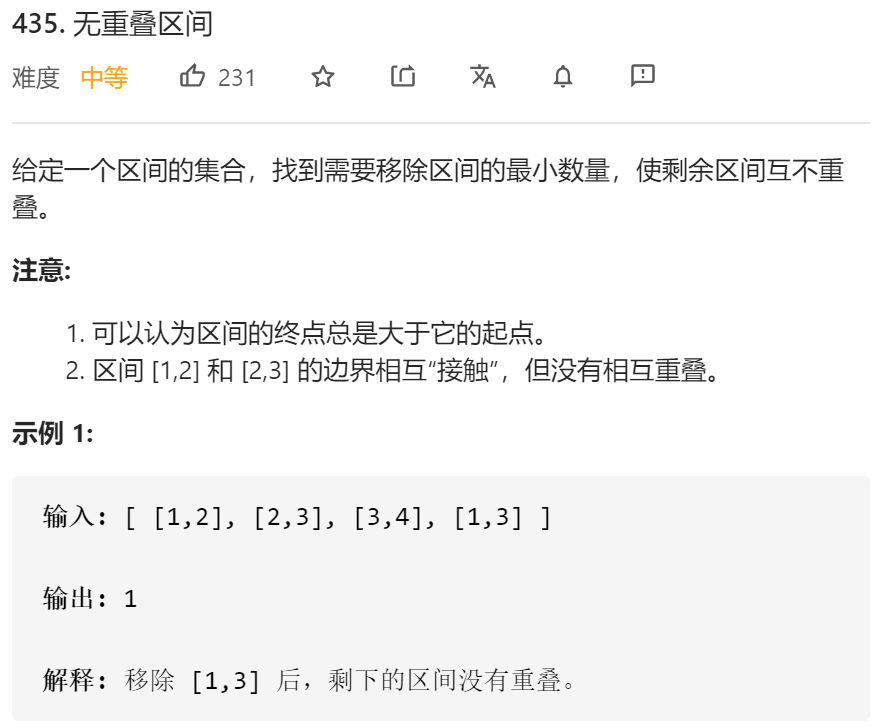 435. 无重叠区间
难度 中等 231
给定一个区间的集合，找到需要移除区间的最小数量，使剩余区间互不重
叠。
注意:
1. 可以认为区间的终点总是大于它的起点。
2. 区间 [1,2] 和 [2,3] 的边界相互“接触”，但没有相互重叠。
示例 1:
输入: [ [1,2], [2,3], [3,4], [1,3] ]
输出: 1
解释: 移除 [1,3] 后，剩下的区间没有重叠。